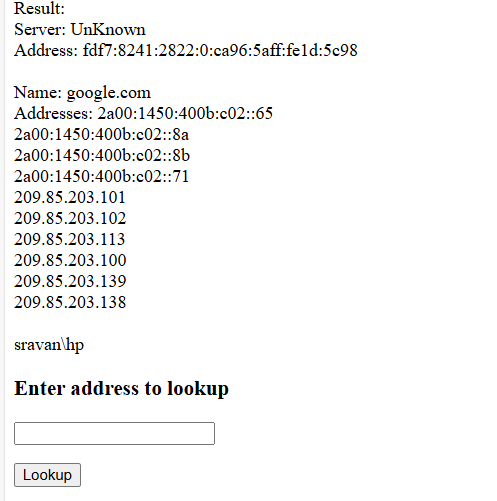 Result:
Server: UnKnown
Address: fdf7:8241:2822:0:ca96:5aff:fe1d:5c98
Name: google.com
Addresses: 2a00:1450:400b:c02::65
2a00:1450:400b:c02::8a
2a00:1450:400b:c02::8b
2a00:1450:400b:c02::71
209.85.203.101
209.85.203.102
209.85.203.113
209.85.203.100
209.85.203.139
209.85.203.138
sravan\hp
Enter address to lookup
Lookup